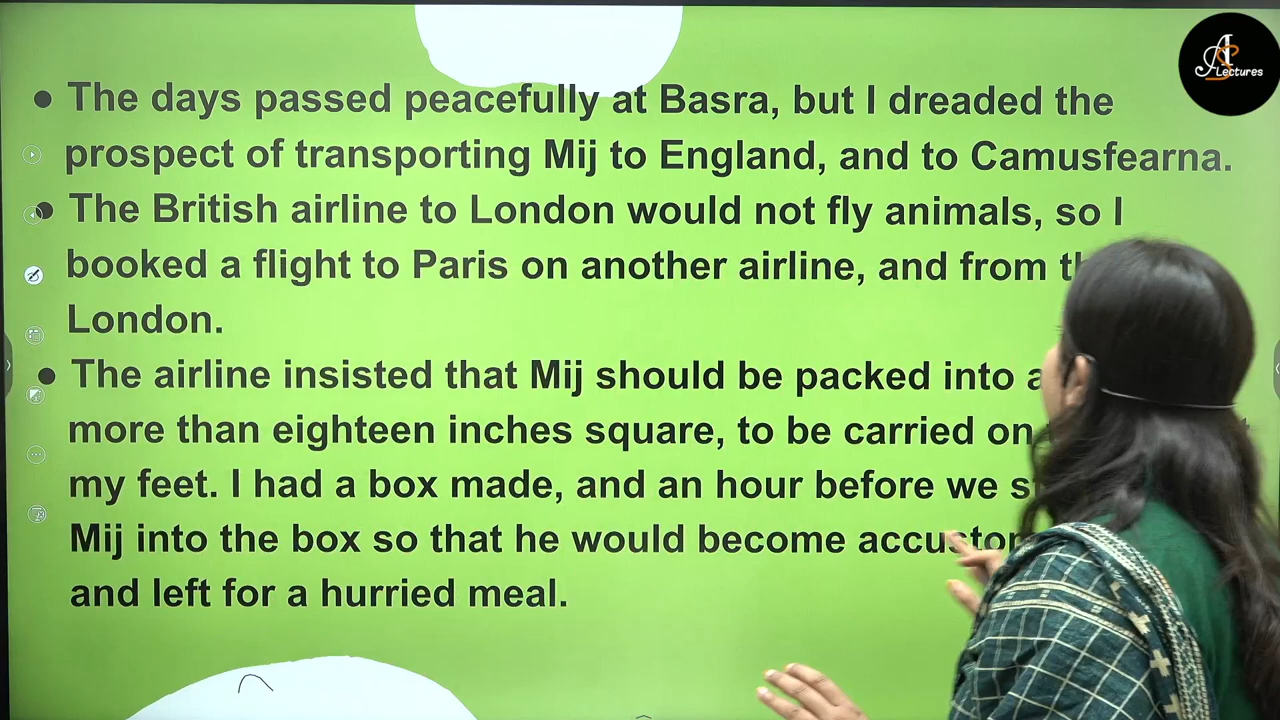 AS Lectures
• The days passed peacefully at Basra, but I dreaded the
prospect of transporting Mij to England, and to Camusfearna.
• The British airline to London would not fly animals, so I
booked a flight to Paris on another airline, and from
London.
• The airline insisted that Mij should be packed into
more than eighteen inches square, to be carried on
my feet. I had a box made, and an hour before we
Mij into the box so that he would become
and left for a hurried meal.